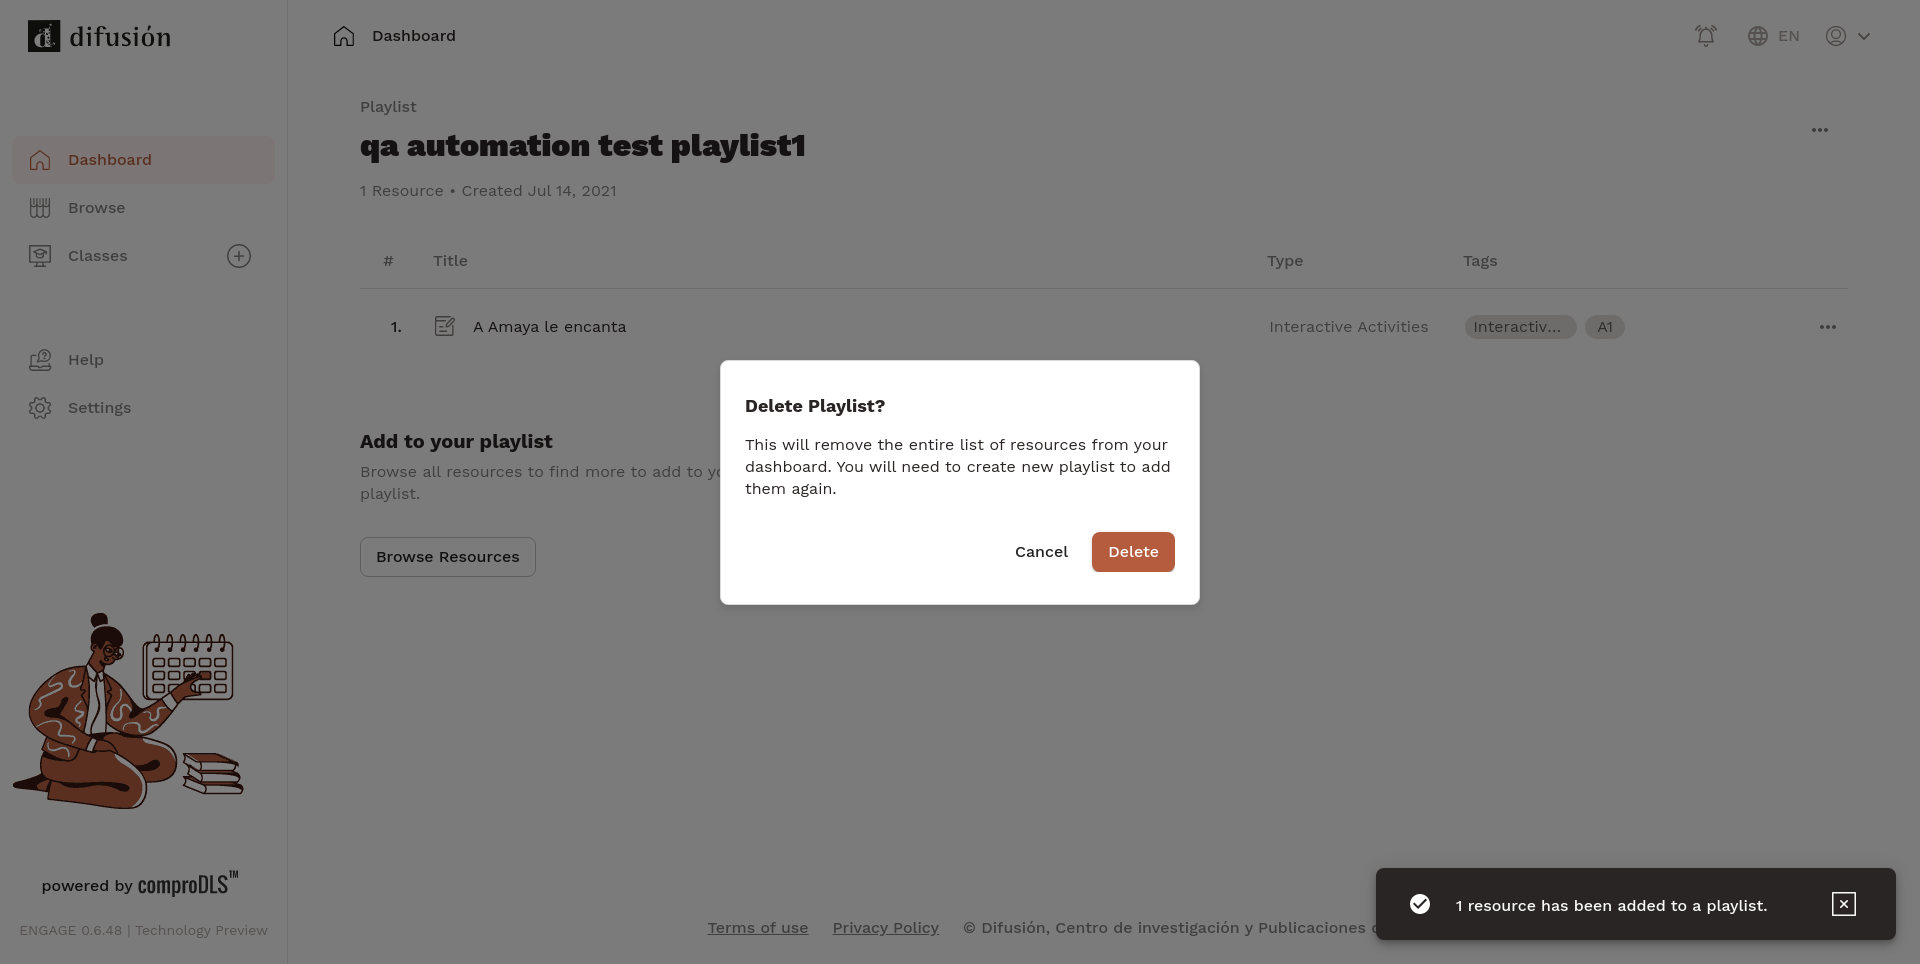 difusión
Dashboard
EN
Dashboard
Browse
Classes
Help
Settings
powered by comproDLS™
ENGAGE 0.6.48 | Technology Preview
Playlist
qa automation test playlist1
1 Resource • Created Jul 14, 2021
# Title Type Tags
1. A Amaya le encanta Interactive Activities Interactiv... A1
Add to your playlist
Browse all resources to find more to add to
playlist.
Browse Resources
Delete Playlist?
This will remove the entire list of resources from your
dashboard. You will need to create new playlist to add
them again.
Cancel Delete
Terms of use Privacy Policy © Difusión, Centro de investigación y Publicaciones
1 resource has been added to a playlist.